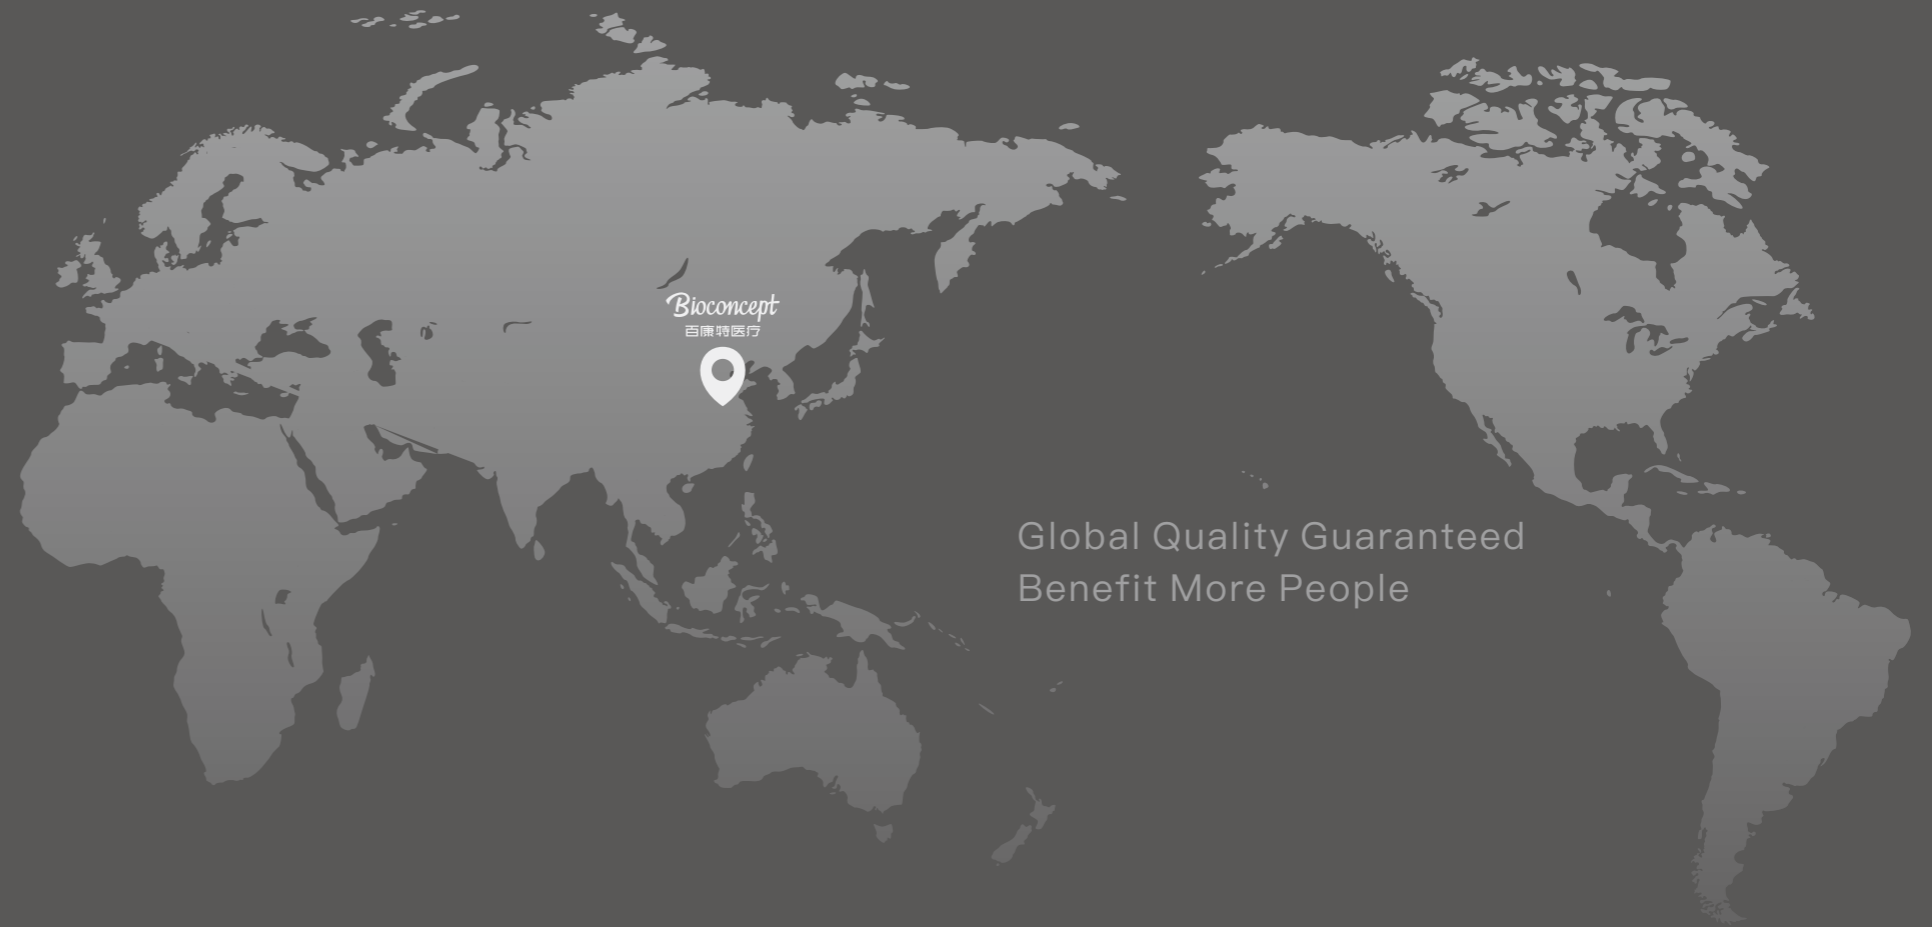 Bioconcept
百康特医疗
Global Quality Guaranteed
Benefit More People